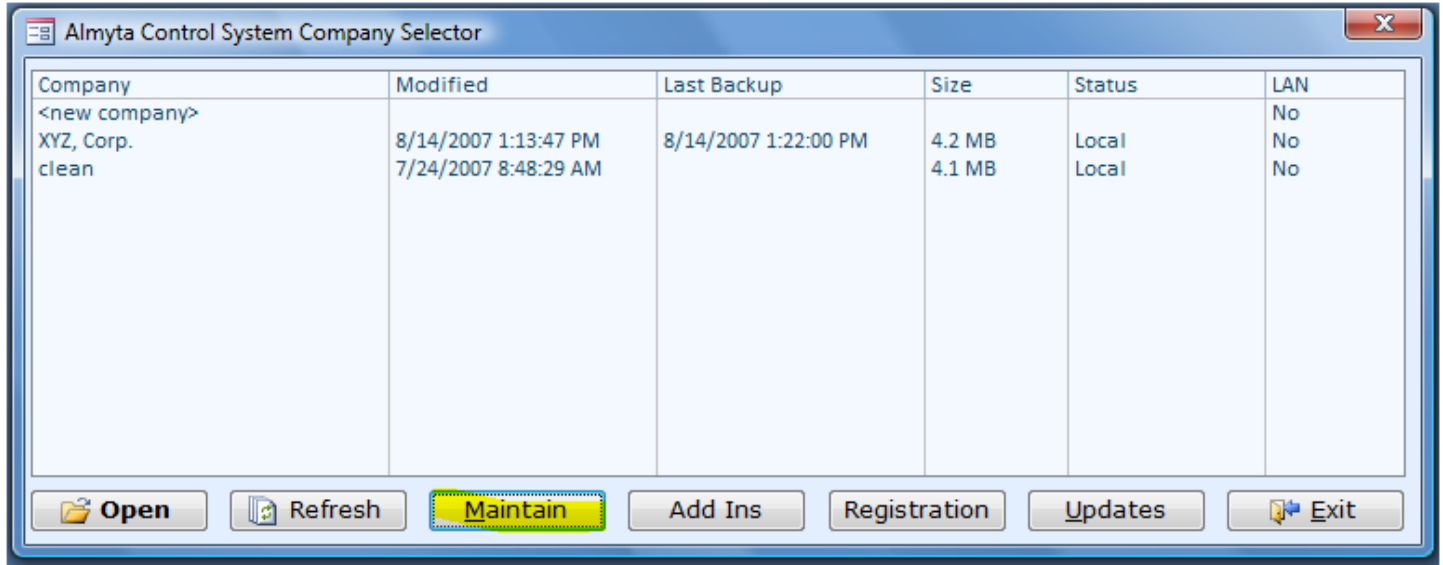 Almyta Control System Company Selector
X
Company Modified Last Backup Size Status LAN
<new company> No
XYZ, Corp. 8/14/2007 1:13:47 PM 8/14/2007 1:22:00 PM 4.2 MB Local No
clean 7/24/2007 8:48:29 AM 4.1 MB Local No
Open Refresh Maintain Add Ins Registration Updates Exit